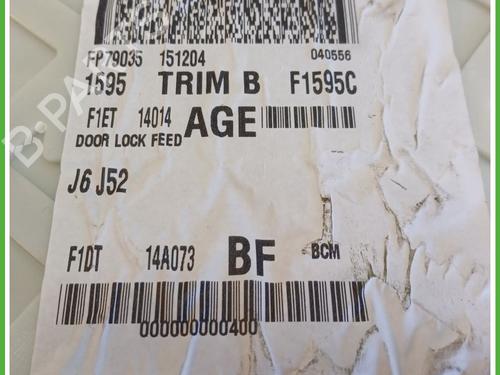 FP79035 151204 040556
1595 TRIM B F1595C
F1ET 14014 AGE
DOOR LOCK FEED
J6 J52
F1DT 14A073 BF BCM
000000000400